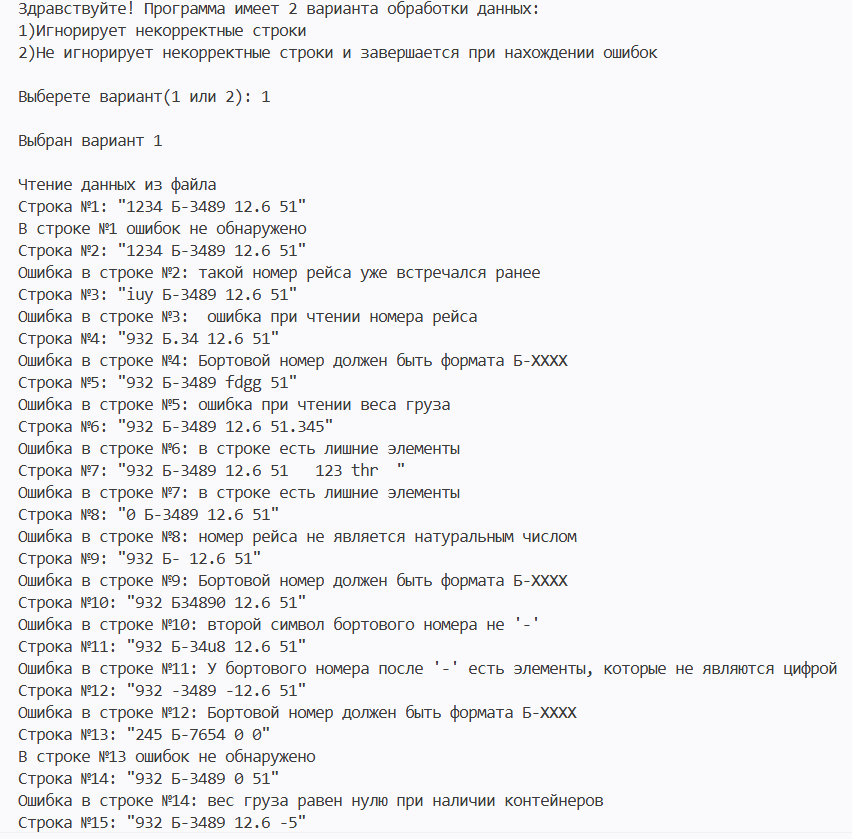 Здравствуйте! Программа имеет 2 варианта обработки данных:
1)Игнорирует некорректные строки
2)Не игнорирует некорректные строки и завершается при нахождении ошибок
Выберете вариант(1 или 2): 1
Выбран вариант 1
Чтение данных из файла
Строка №1: "1234 Б-3489 12.6 51"
В строке №1 ошибок не обнаружено
Строка №2: "1234 Б-3489 12.6 51"
Ошибка в строке №2: такой номер рейса уже встречался ранее
Строка №3: "iuy Б-3489 12.6 51"
Ошибка в строке №3:  ошибка при чтении номера рейса
Строка №4: "932 Б.34 12.6 51"
Ошибка в строке №4: Бортовой номер должен быть формата Б-XXXX
Строка №5: "932 Б-3489 fdgg 51"
Ошибка в строке №5: ошибка при чтении веса груза
Строка №6: "932 Б-3489 12.6 51.345"
Ошибка в строке №6: в строке есть лишние элементы
Строка №7: "932 Б-3489 12.6 51   123 thr  "
Ошибка в строке №7: в строке есть лишние элементы
Строка №8: "0 Б-3489 12.6 51"
Ошибка в строке №8: номер рейса не является натуральным числом
Строка №9: "932 Б- 12.6 51"
Ошибка в строке №9: Бортовой номер должен быть формата Б-XXXX
Строка №10: "932 Б34890 12.6 51"
Ошибка в строке №10: второй символ бортового номера не '-'
Строка №11: "932 Б-34u8 12.6 51"
Ошибка в строке №11: У бортового номера после '-' есть элементы, которые не являются цифрой
Строка №12: "932 -3489 -12.6 51"
Ошибка в строке №12: Бортовой номер должен быть формата Б-XXXX
Строка №13: "245 Б-7654 0 0"
В строке №13 ошибок не обнаружено
Строка №14: "932 Б-3489 0 51"
Ошибка в строке №14: вес груза равен нулю при наличии контейнеров
Строка №15: "932 Б-3489 12.6 -5"